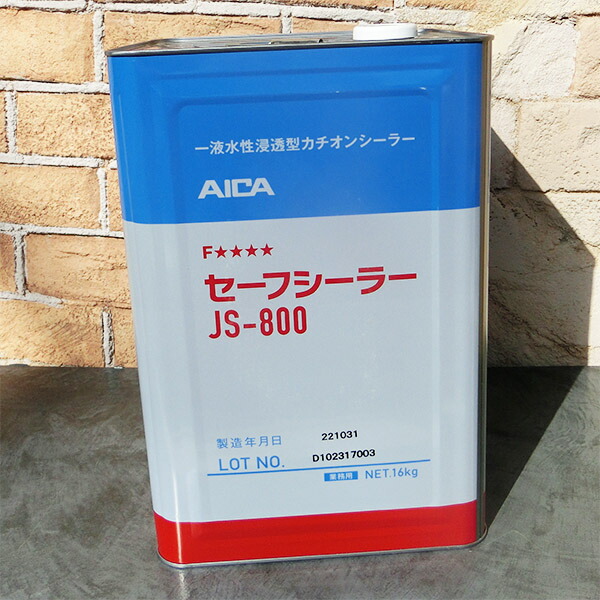 一液水性浸透型カチオンシーラー
AICA
F★★★★
セーフシーラー
JS-800
製造年月日 221031
LOT NO. D102317003
業務用 NET.16kg